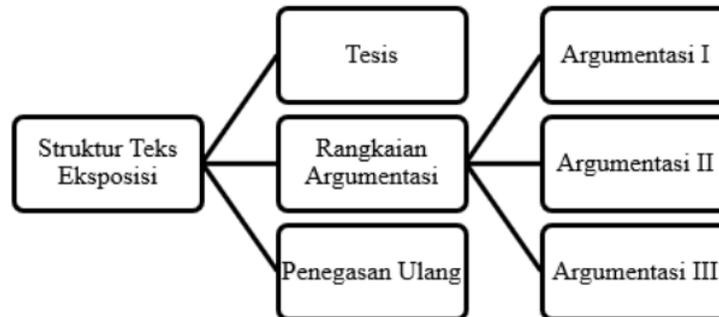 Struktur Teks
Eksposisi
Tesis
Rangkaian
Argumentasi
Penegasan Ulang
Argumentasi I
Argumentasi II
Argumentasi III